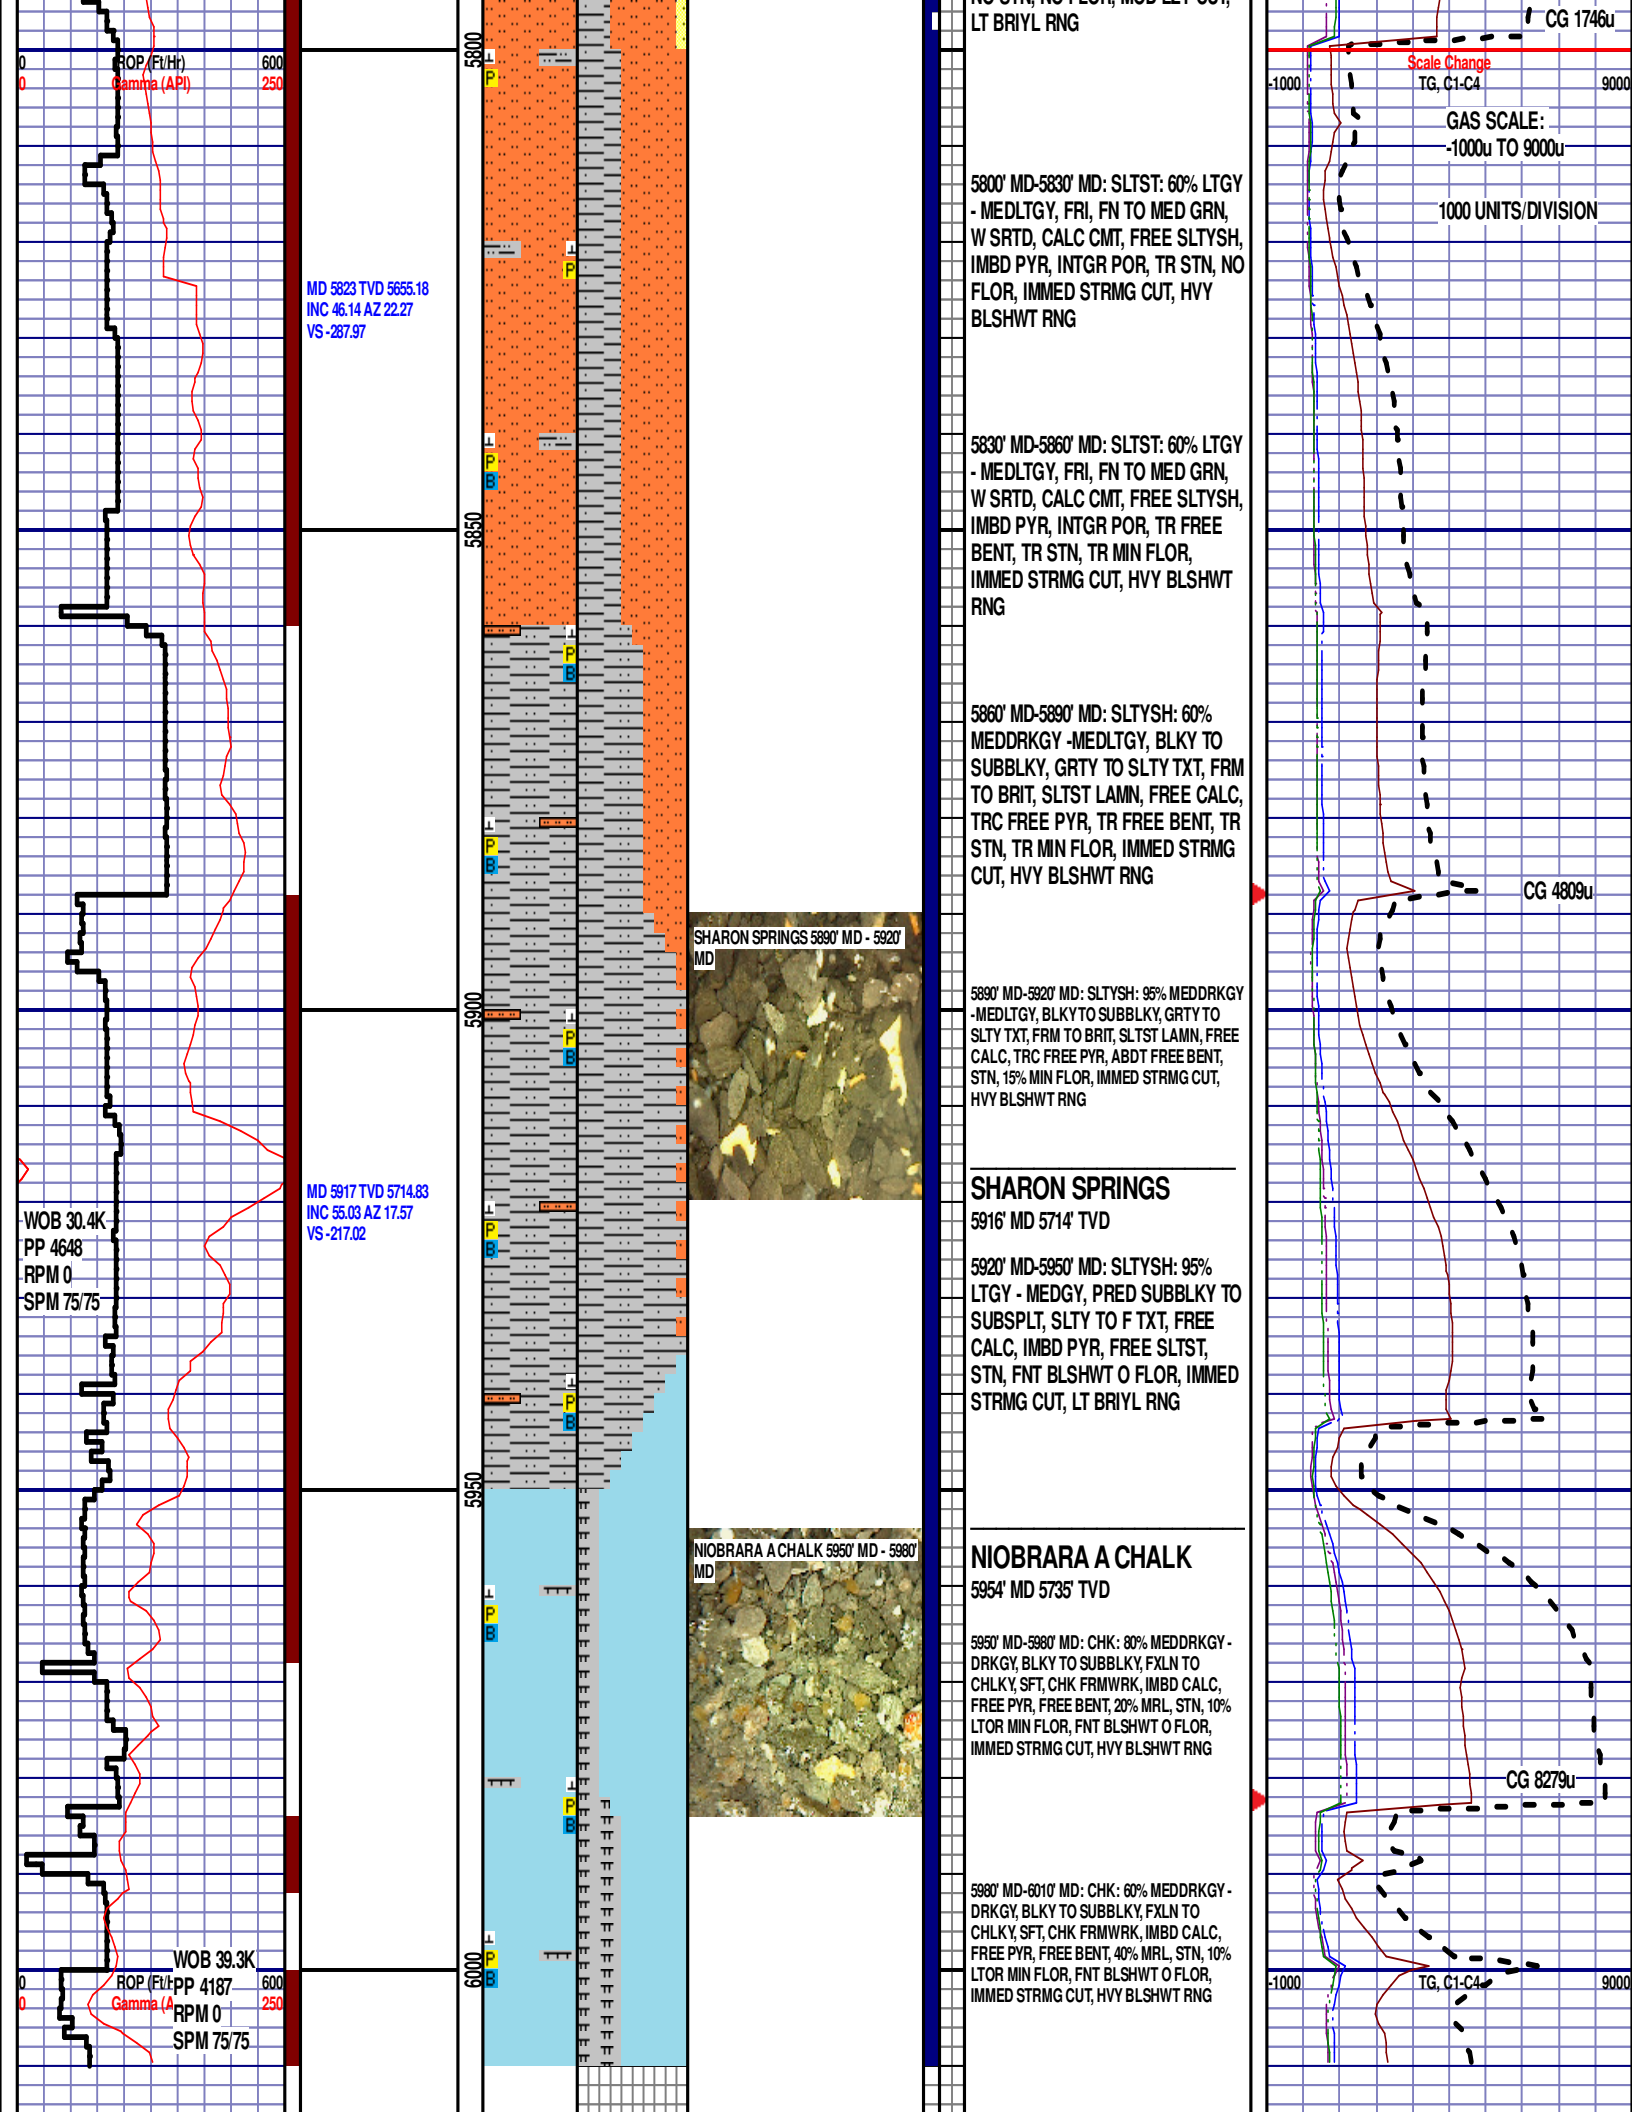 LT BRIYL RNG
CG 1746u
5800
0 ROP (Ft/Hr) 600
0 Gamma (API) 250
Scale Change
-1000 TG, C1-C4 9000
P
GAS SCALE:
-1000u TO 9000u
1000 UNITS/DIVISION
5800' MD-5830' MD: SLTST: 60% LTGY
- MEDLTGY, FRI, FN TO MED GRN,
W SRTD, CALC CMT, FREE SLTYSH,
IMBD PYR, INTGR POR, TR STN, NO
FLOR, IMMED STRMG CUT, HVY
BLSHWT RNG
P
MD 5823 TVD 5655.18
INC 46.14 AZ 22.27
VS -287.97
5830' MD-5860' MD: SLTST: 60% LTGY
- MEDLTGY, FRI, FN TO MED GRN,
W SRTD, CALC CMT, FREE SLTYSH,
IMBD PYR, INTGR POR, TR FREE
BENT, TR STN, TR MIN FLOR,
IMMED STRMG CUT, HVY BLSHWT
RNG
P
B
5850
P
B
5860' MD-5890' MD: SLTYSH: 60%
MEDDRKGY -MEDLTGY, BLKY TO
SUBBLKY, GRTY TO SLTY TXT, FRM
TO BRIT, SLTST LAMN, FREE CALC,
TRC FREE PYR, TR FREE BENT, TR
STN, TR MIN FLOR, IMMED STRMG
CUT, HVY BLSHWT RNG
P
B
CG 4809u
SHARON SPRINGS 5890' MD - 5920'
MD
5890' MD-5920' MD: SLTYSH: 95% MEDDRKGY
-MEDLTGY, BLKY TO SUBBLKY, GRTY TO
SLTY TXT, FRM TO BRIT, SLTST LAMN, FREE
CALC, TRC FREE PYR, ABDT FREE BENT,
STN, 15% MIN FLOR, IMMED STRMG CUT,
HVY BLSHWT RNG
5900
P
B
SHARON SPRINGS
5916' MD 5714' TVD
MD 5917 TVD 5714.83
INC 55.03 AZ 17.57
VS -217.02
WOB 30.4K
PP 4648
RPM 0
SPM 75/75
P
B
5920' MD-5950' MD: SLTYSH: 95%
LTGY - MEDGY, PRED SUBBLKY TO
SUBSPLT, SLTY TO F TXT, FREE
CALC, IMBD PYR, FREE SLTST,
STN, FNT BLSHWT O FLOR, IMMED
STRMG CUT, LT BRIYL RNG
P
B
5950
NIOBRARA A CHALK 5950' MD - 5980'
MD
NIOBRARA A CHALK
5954' MD 5735' TVD
P
B
5950' MD-5980' MD: CHK: 80% MEDDRKGY -
DRKGY, BLKY TO SUBBLKY, FXLN TO
CHLKY, SFT, CHK FRMWRK, IMBD CALC,
FREE PYR, FREE BENT, 20% MRL, STN, 10%
LTOR MIN FLOR, FNT BLSHWT O FLOR,
IMMED STRMG CUT, HVY BLSHWT RNG
CG 8279u
P
B
5980' MD-6010' MD: CHK: 60% MEDDRKGY -
DRKGY, BLKY TO SUBBLKY, FXLN TO
CHLKY, SFT, CHK FRMWRK, IMBD CALC,
FREE PYR, FREE BENT, 40% MRL, STN, 10%
LTOR MIN FLOR, FNT BLSHWT O FLOR,
IMMED STRMG CUT, HVY BLSHWT RNG
P
B
6000
WOB 39.3K
PP 4187
RPM 0
SPM 75/75
0 ROP (Ft/H 600
0 Gamma (A 250
-1000 TG, C1-C4 9000